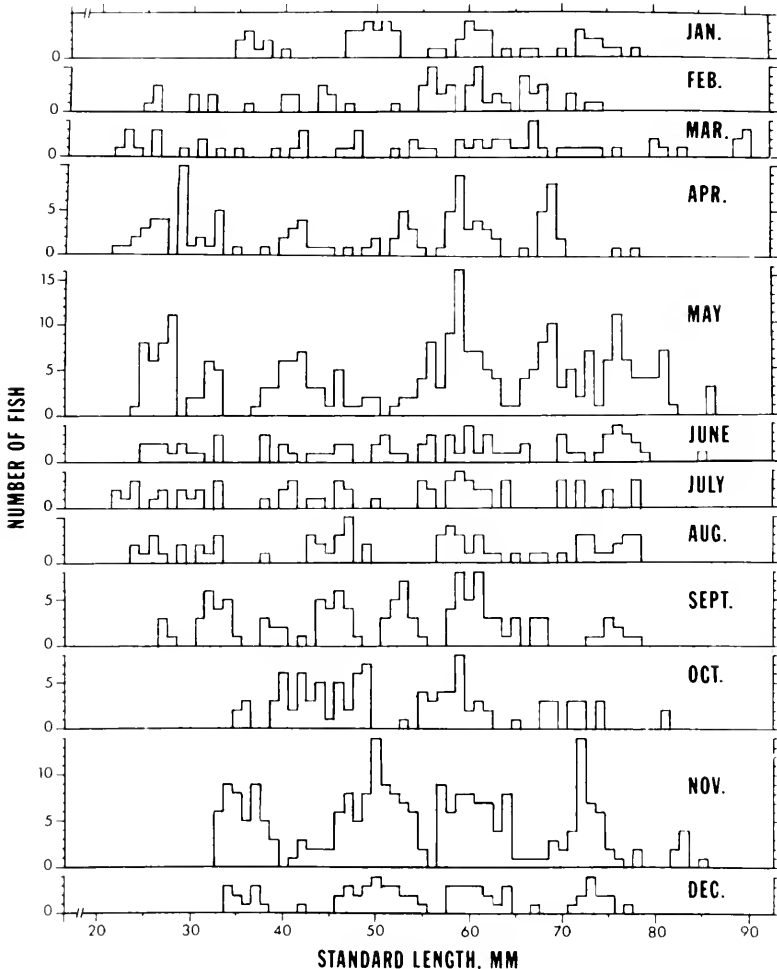 JAN.
0
FEB.
0
MAR.
0
APR.
5
0
MAY
15
10
5
0
JUNE
0
JULY
0
AUG.
0
SEPT.
5
0
OCT.
5
0
NOV.
10
5
0
DEC.
0
NUMBER OF FISH
20 30 40 50 60 70 80 90
STANDARD LENGTH, MM